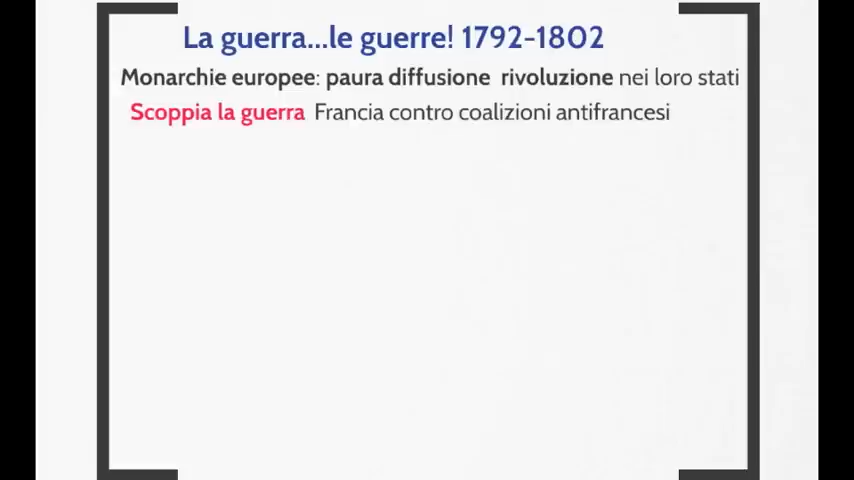 La guerra...le guerre! 1792-1802
Monarchie europee: paura diffusione rivoluzione nei loro stati
Scoppia la guerra Francia contro coalizioni antifrancesi